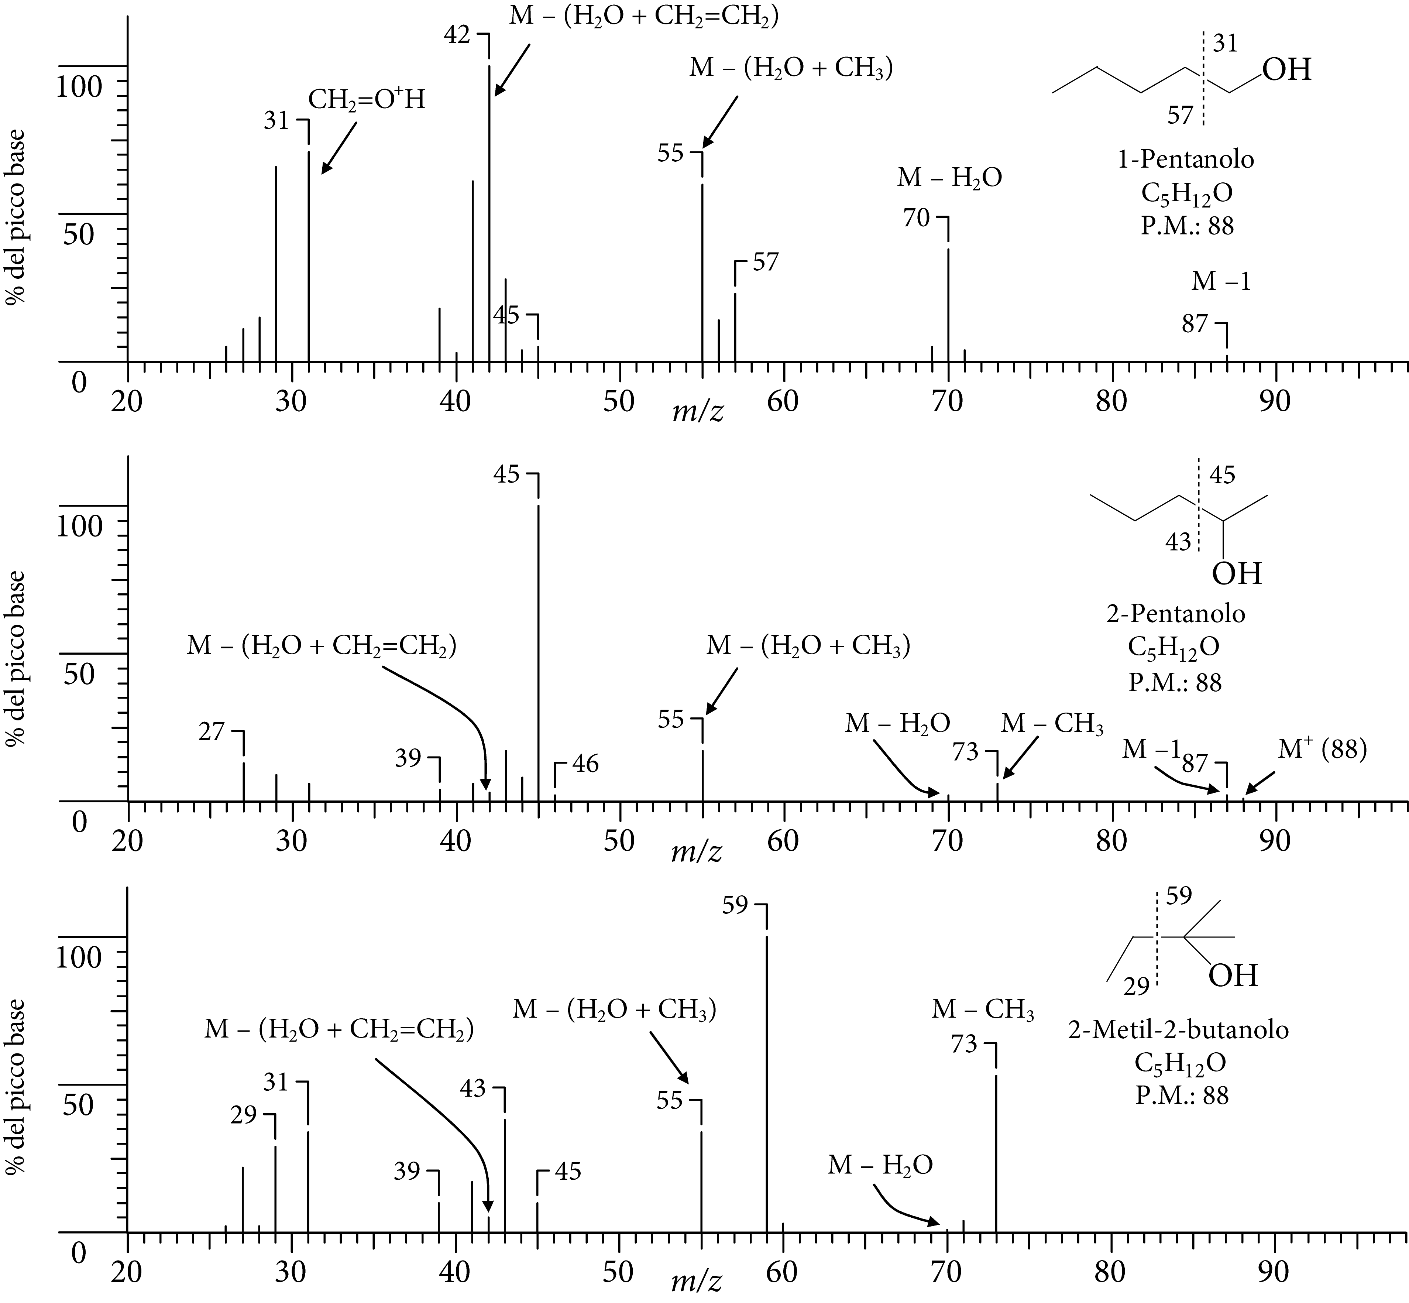 % del picco base
100
50
0
CH₂=O⁺H
31
42
M – (H₂O + CH₂=CH₂)
45
M – (H₂O + CH₃)
55
57
M – H₂O
70
M –1
87
31
57
OH
1-Pentanolo
C₅H₁₂O
P.M.: 88
20 30 40 50 60 70 80 90
m/z
% del picco base
100
50
0
M – (H₂O + CH₂=CH₂)
27
39
45
46
M – (H₂O + CH₃)
55
M – H₂O
73
M – CH₃
M –1
87
M⁺ (88)
45
43
OH
2-Pentanolo
C₅H₁₂O
P.M.: 88
20 30 40 50 60 70 80 90
m/z
% del picco base
100
50
0
M – (H₂O + CH₂=CH₂)
29
31
39
43
45
M – (H₂O + CH₃)
55
59
M – H₂O
M – CH₃
73
59
29
OH
2-Metil-2-butanolo
C₅H₁₂O
P.M.: 88
20 30 40 50 60 70 80 90
m/z